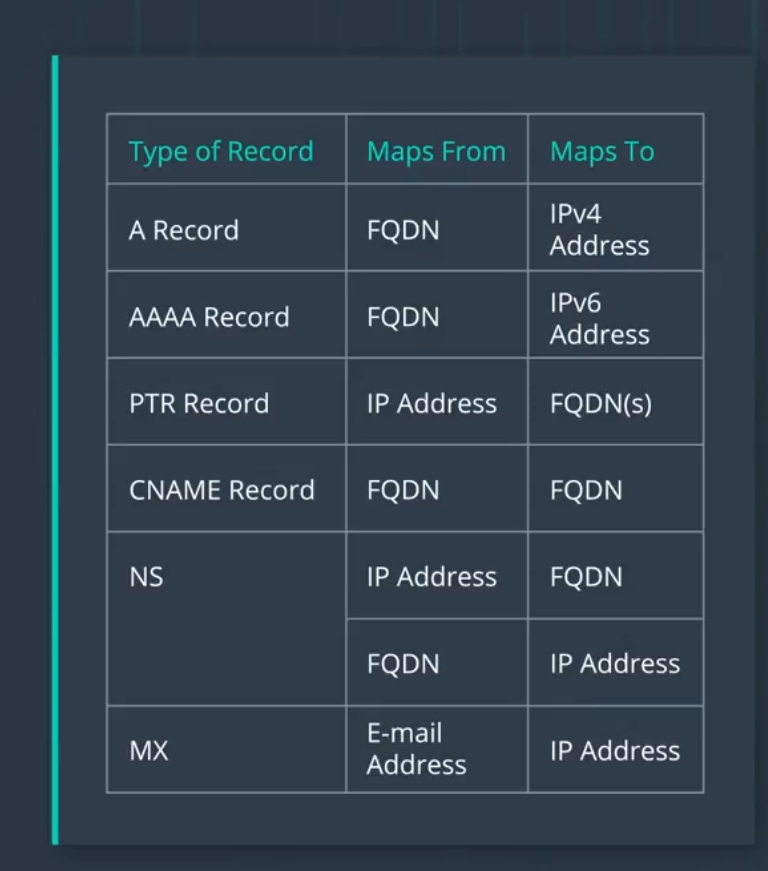 Type of Record Maps From Maps To
A Record FQDN IPv4 Address
AAAA Record FQDN IPv6 Address
PTR Record IP Address FQDN(s)
CNAME Record FQDN FQDN
NS IP Address FQDN
FQDN IP Address
MX E-mail Address IP Address